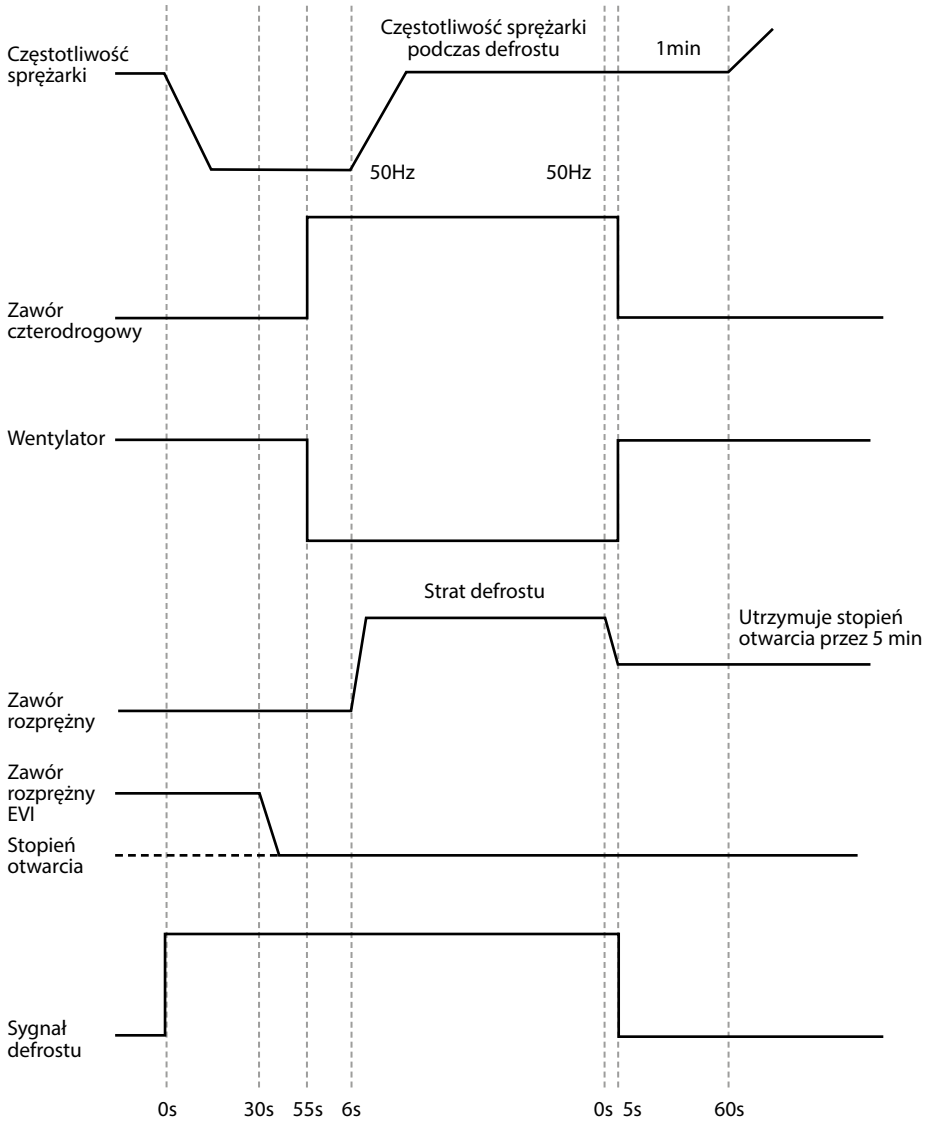 Częstotliwość sprężarki
podczas defrostu
1min
Częstotliwość
sprężarki
50Hz
50Hz
Zawór
czterodrogowy
Wentylator
Strat defrostu
Utrzymuje stopień
otwarcia przez 5 min
Zawór
rozprężny
Zawór
rozprężny
EVI
Stopień
otwarcia
Sygnał
defrostu
0s 30s 55s 6s 0s 5s 60s